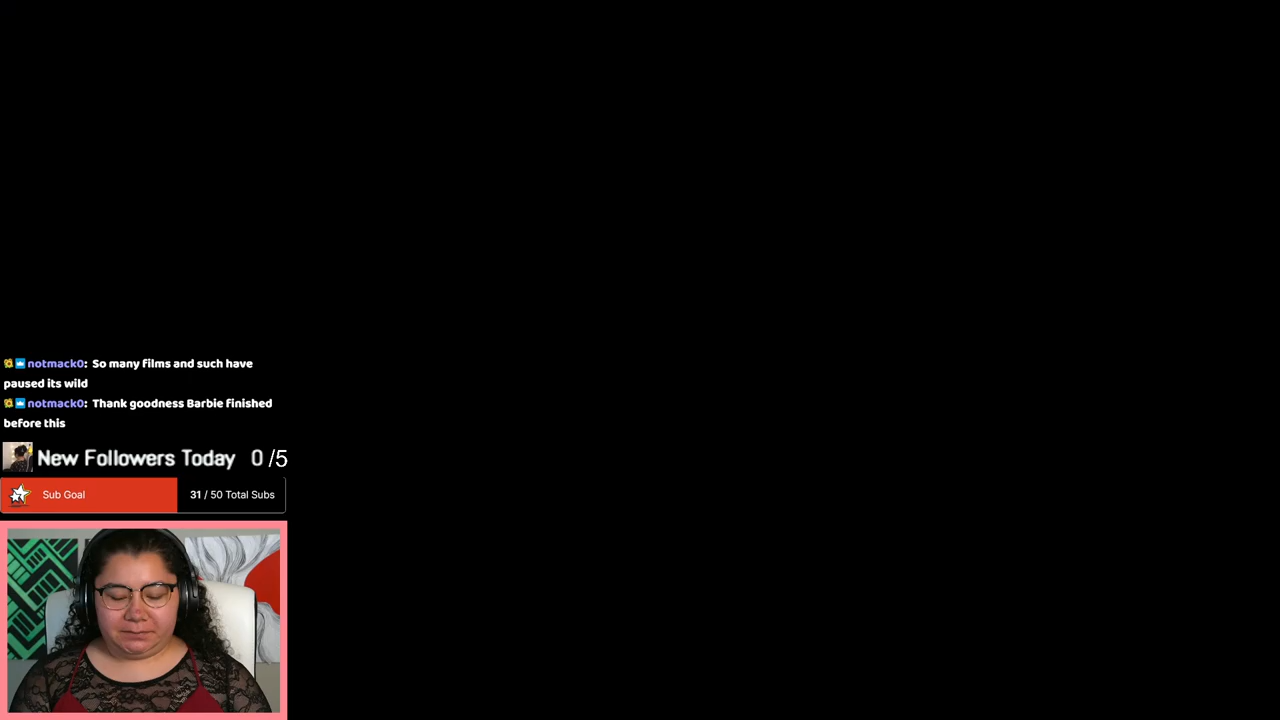 notmack0: So many films and such have
paused its wild
notmack0: Thank goodness Barbie finished
before this
New Followers Today 0 /5
Sub Goal 31 / 50 Total Subs